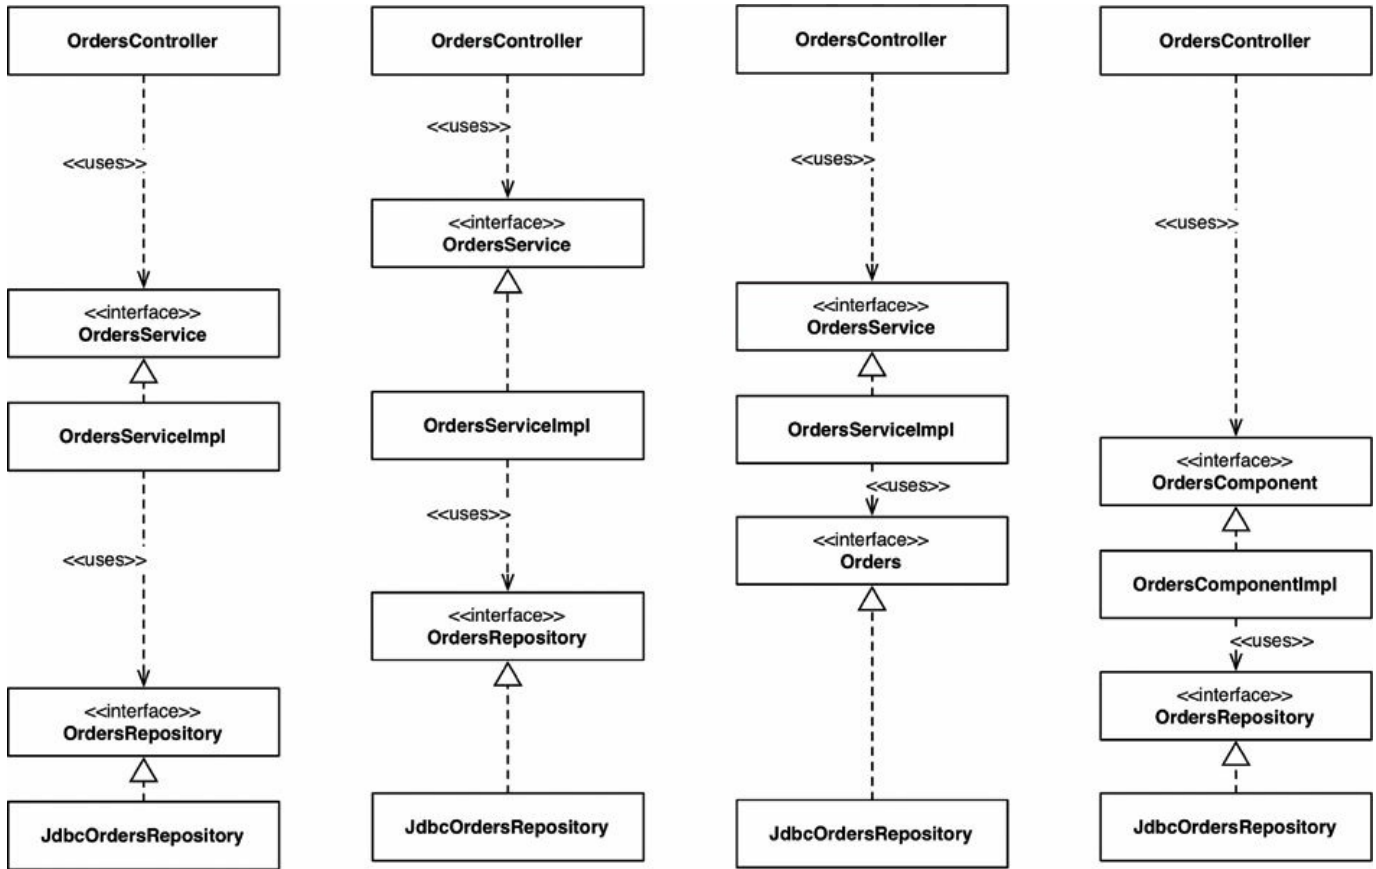 OrdersController
<<uses>>
<<interface>>
OrdersService
OrdersServiceImpl
<<uses>>
<<interface>>
OrdersRepository
JdbcOrdersRepository
OrdersController
<<uses>>
<<interface>>
OrdersService
OrdersServiceImpl
<<uses>>
<<interface>>
OrdersRepository
JdbcOrdersRepository
OrdersController
<<uses>>
<<interface>>
OrdersService
OrdersServiceImpl
<<uses>>
<<interface>>
Orders
JdbcOrdersRepository
OrdersController
<<uses>>
<<interface>>
OrdersComponent
OrdersComponentImpl
<<uses>>
<<interface>>
OrdersRepository
JdbcOrdersRepository